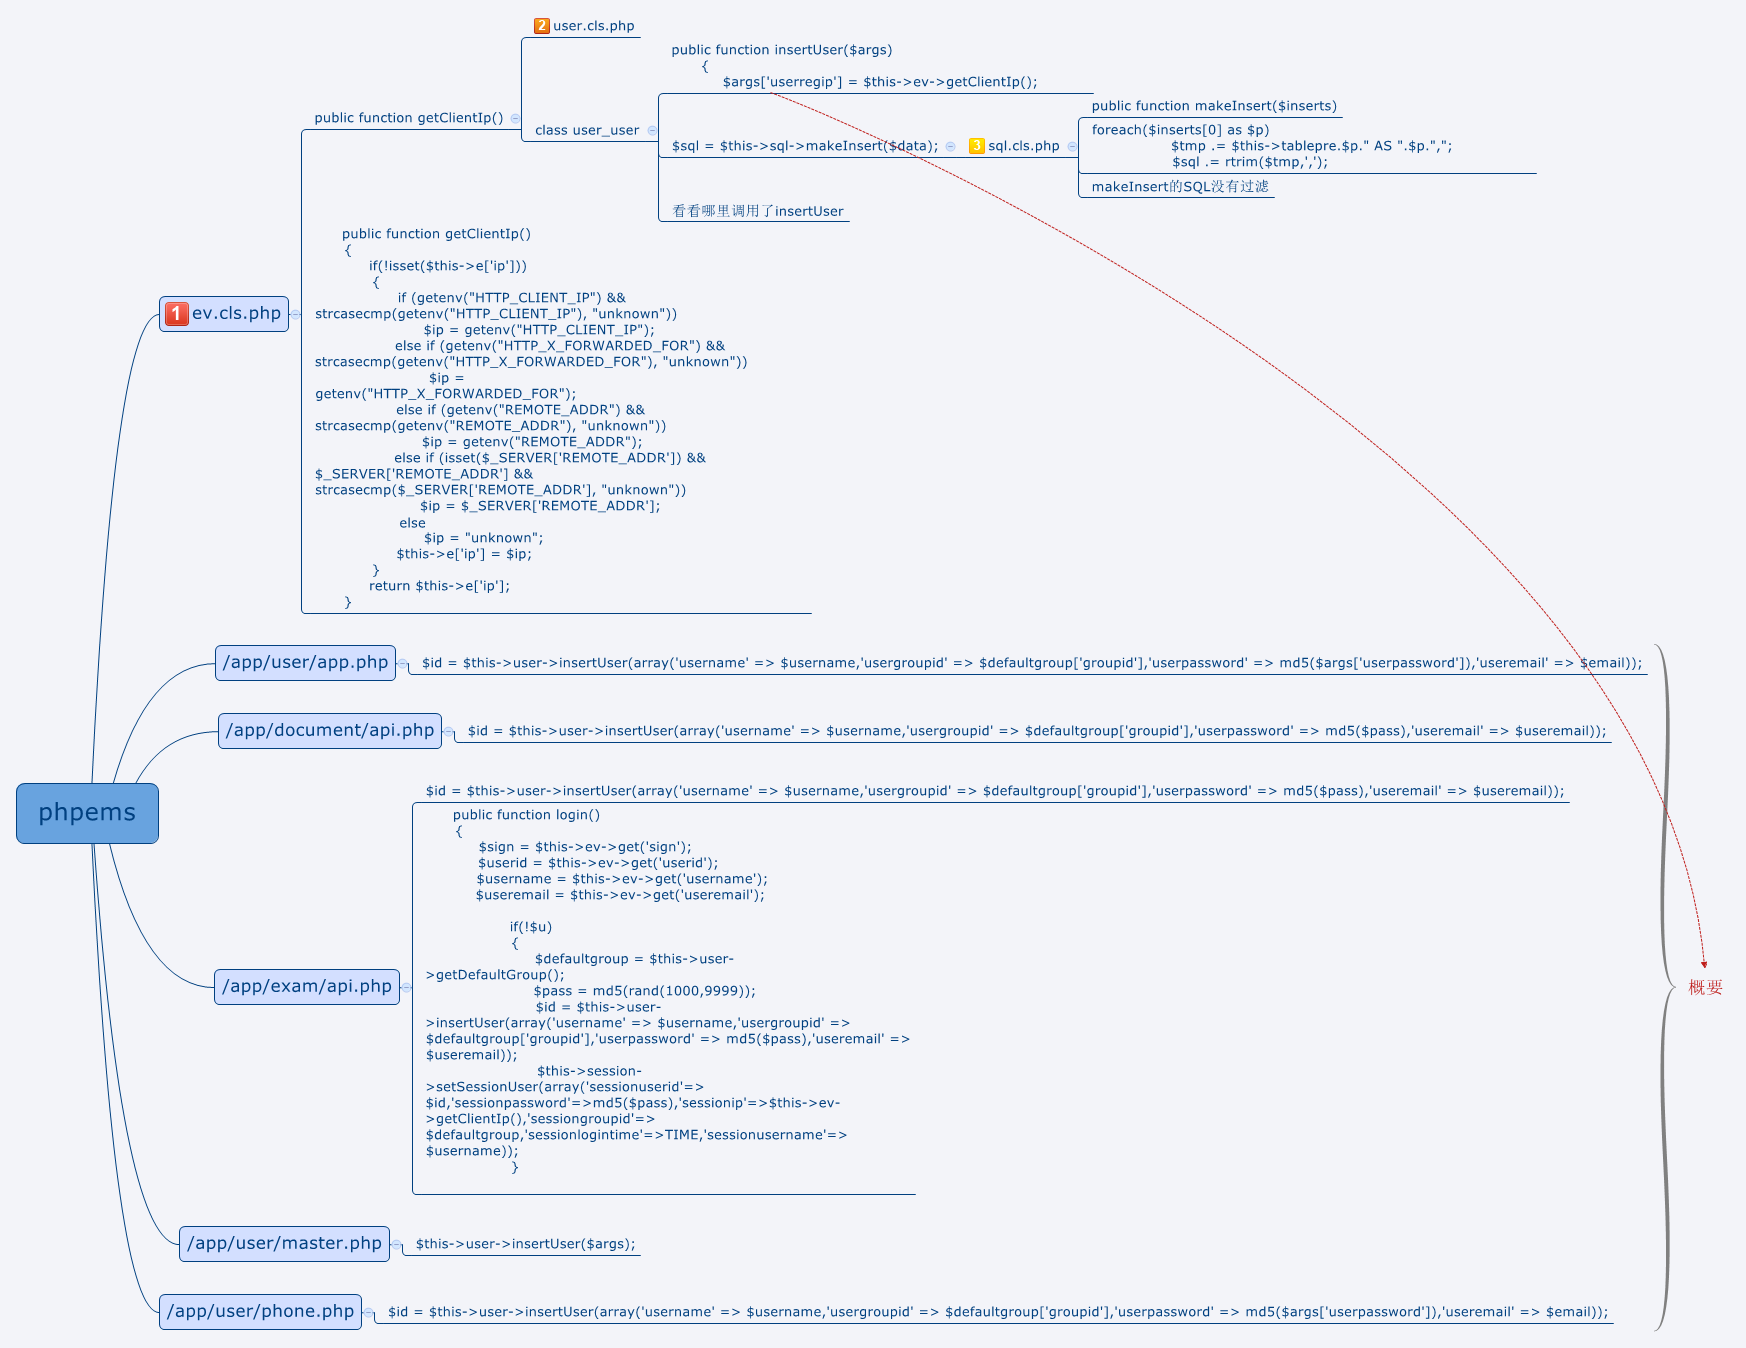 2 user.cls.php
public function insertUser($args)
{
$args['userregip'] = $this->ev->getClientIp();
public function getClientIp()
class user_user
$sql = $this->sql->makeInsert($data);
3 sql.cls.php
public function makeInsert($inserts)
foreach($inserts[0] as $p)
$tmp .= $this->tablepre.$p." AS ".$p.",";
$sql .= rtrim($tmp,',');
makeInsert的SQL没有过滤
看看哪里调用了insertUser
1 ev.cls.php
public function getClientIp()
{
if(!isset($this->e['ip']))
{
if (getenv("HTTP_CLIENT_IP") &&
strcasecmp(getenv("HTTP_CLIENT_IP"), "unknown"))
$ip = getenv("HTTP_CLIENT_IP");
else if (getenv("HTTP_X_FORWARDED_FOR") &&
strcasecmp(getenv("HTTP_X_FORWARDED_FOR"), "unknown"))
$ip =
getenv("HTTP_X_FORWARDED_FOR");
else if (getenv("REMOTE_ADDR") &&
strcasecmp(getenv("REMOTE_ADDR"), "unknown"))
$ip = getenv("REMOTE_ADDR");
else if (isset($_SERVER['REMOTE_ADDR']) &&
$_SERVER['REMOTE_ADDR'] &&
strcasecmp($_SERVER['REMOTE_ADDR'], "unknown"))
$ip = $_SERVER['REMOTE_ADDR'];
else
$ip = "unknown";
$this->e['ip'] = $ip;
}
return $this->e['ip'];
}
/app/user/app.php
$id = $this->user->insertUser(array('username' => $username,'usergroupid' => $defaultgroup['groupid'],'userpassword' => md5($args['userpassword']),'useremail' => $email));
/app/document/api.php
$id = $this->user->insertUser(array('username' => $username,'usergroupid' => $defaultgroup['groupid'],'userpassword' => md5($pass),'useremail' => $useremail));
phpems
/app/exam/api.php
$id = $this->user->insertUser(array('username' => $username,'usergroupid' => $defaultgroup['groupid'],'userpassword' => md5($pass),'useremail' => $useremail));
public function login()
{
$sign = $this->ev->get('sign');
$userid = $this->ev->get('userid');
$username = $this->ev->get('username');
$useremail = $this->ev->get('useremail');
if(!$u)
{
$defaultgroup = $this->user-
>getDefaultGroup();
$pass = md5(rand(1000,9999));
$id = $this->user-
>insertUser(array('username' => $username,'usergroupid' =>
$defaultgroup['groupid'],'userpassword' => md5($pass),'useremail' =>
$useremail));
$this->session-
>setSessionUser(array('sessionuserid'=>
$id,'sessionpassword'=>md5($pass),'sessionip'=>$this->ev-
>getClientIp(),'sessiongroupid'=>
$defaultgroup,'sessionlogintime'=>TIME,'sessionusername'=>
$username));
}
概要
/app/user/master.php
$this->user->insertUser($args);
/app/user/phone.php
$id = $this->user->insertUser(array('username' => $username,'usergroupid' => $defaultgroup['groupid'],'userpassword' => md5($args['userpassword']),'useremail' => $email));